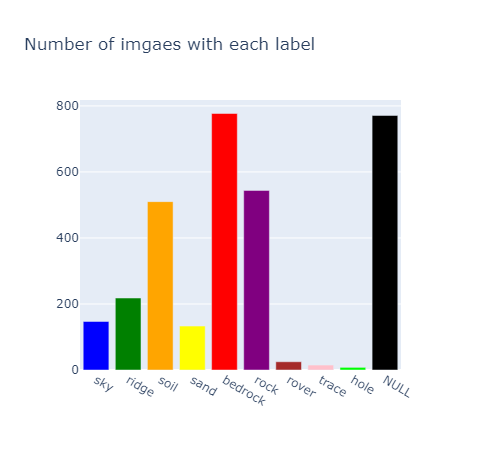 Number of imgaes with each label
800
600
400
200
0
sky
ridge
soil
sand
bedrock
rock
rover
trace
hole
NULL